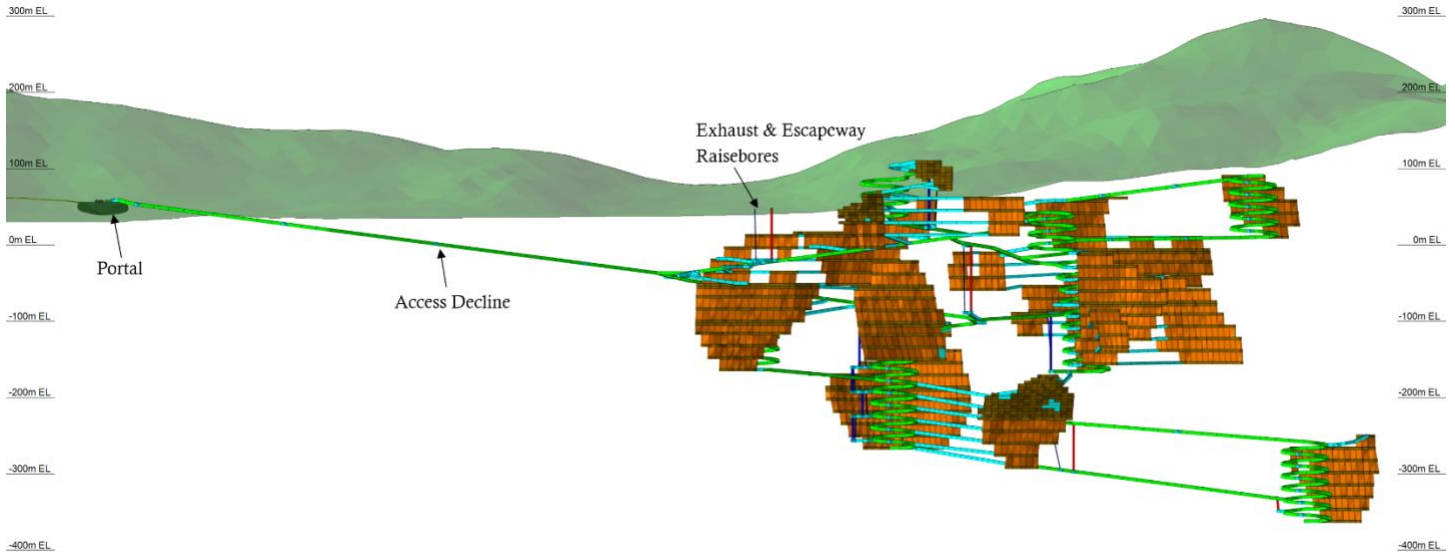 300m EL
300m EL
200m EL
200m EL
Exhaust & Escapeway
Raisebores
100m EL
100m EL
0m EL
0m EL
Portal
Access Decline
-100m EL
-100m EL
-200m EL
-200m EL
-300m EL
-300m EL
-400m EL
-400m EL